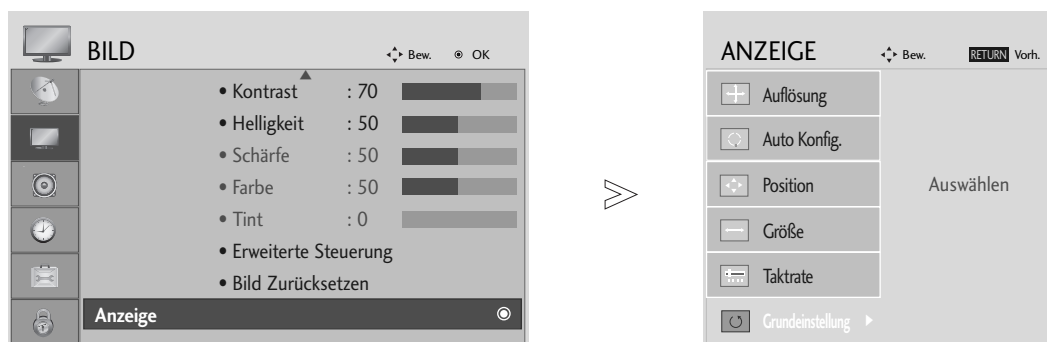 BILD
Bew. OK
• Kontrast : 70
• Helligkeit : 50
• Schärfe : 50
• Farbe : 50
• Tint : 0
• Erweiterte Steuerung
• Bild Zurücksetzen
Anzeige
ANZEIGE
Bew. RETURN Vorh.
Auflösung
Auto Konfig.
Position
Größe
Taktrate
Grundeinstellung
Auswählen